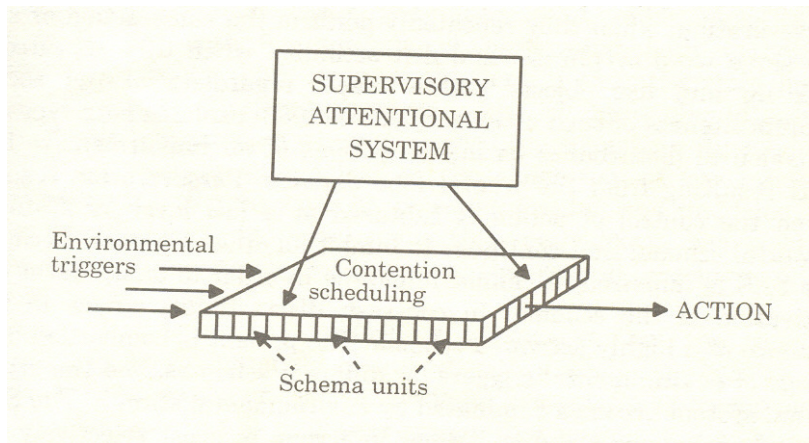 SUPERVISORY
ATTENTIONAL
SYSTEM
Environmental
triggers
Contention
scheduling
ACTION
Schema units